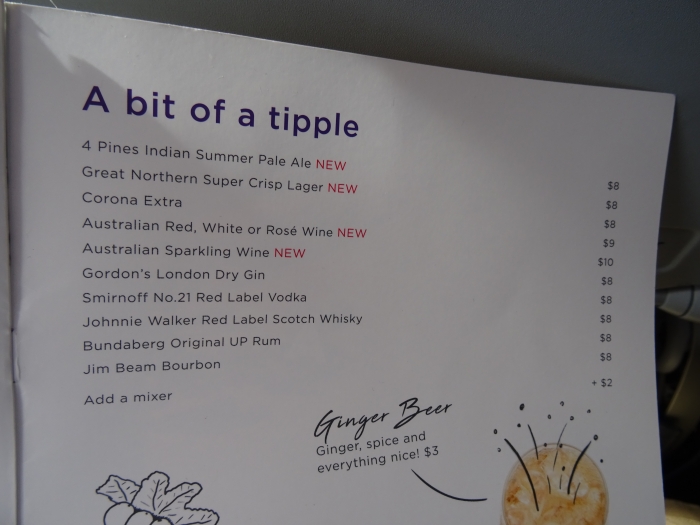 A bit of a tipple
4 Pines Indian Summer Pale Ale NEW $8
Great Northern Super Crisp Lager NEW $8
Corona Extra $8
Australian Red, White or Rosé Wine NEW $9
Australian Sparkling Wine NEW $10
Gordon's London Dry Gin $8
Smirnoff No.21 Red Label Vodka $8
Johnnie Walker Red Label Scotch Whisky $8
Bundaberg Original UP Rum $8
Jim Beam Bourbon $8
Add a mixer + $2
Ginger Beer
Ginger, spice and
everything nice! $3